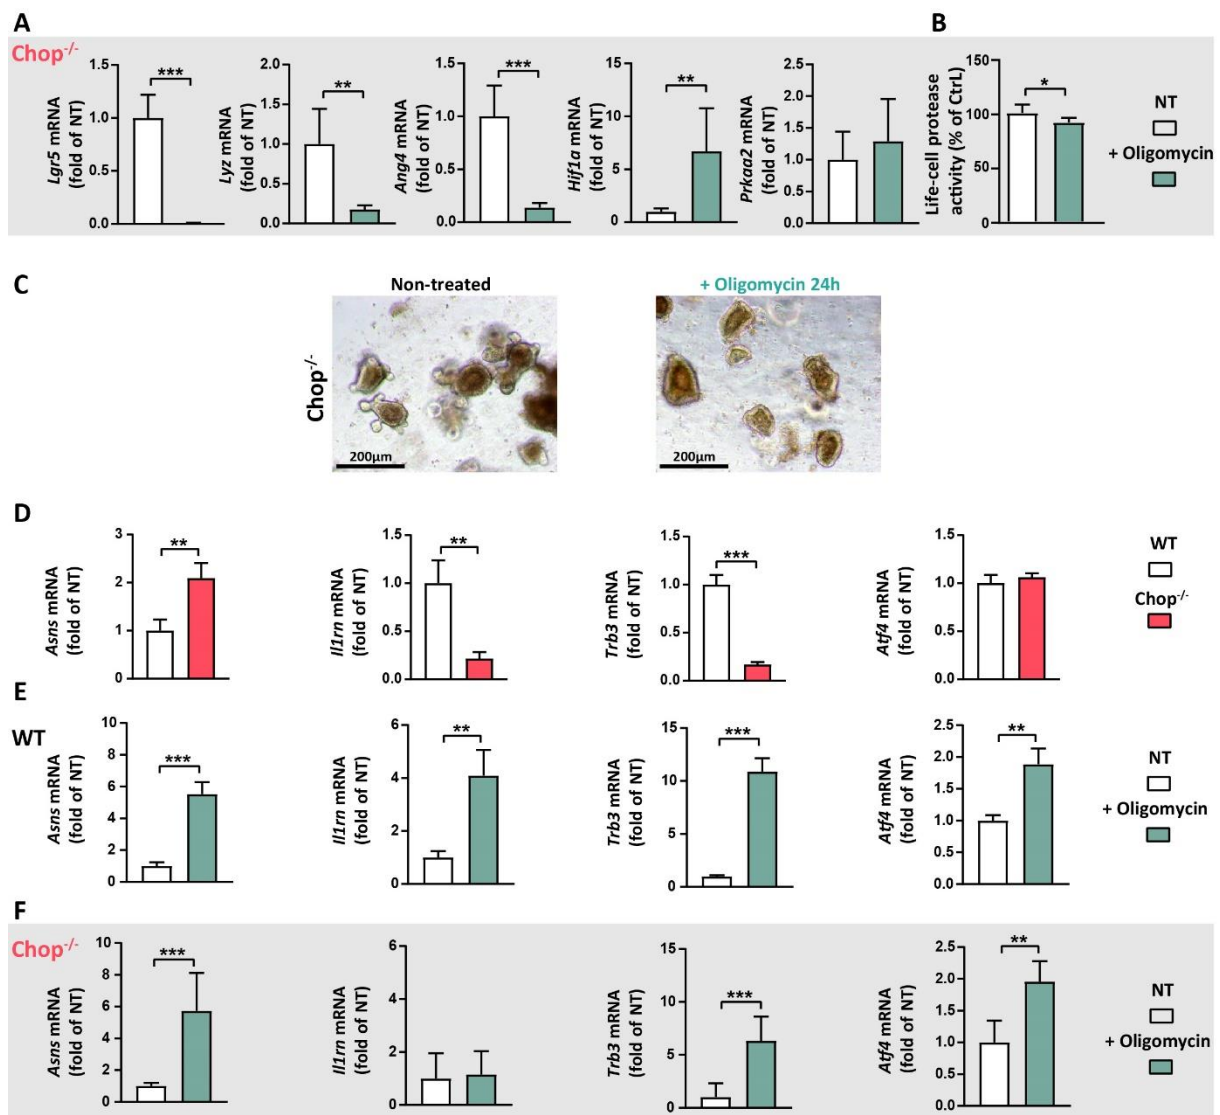 A
B
Chop-/-
Lgr5 mRNA
(fold of NT)
1.5
1.0
0.5
0.0
***
Lyz mRNA
(fold of NT)
2.0
1.5
1.0
0.5
0.0
**
Ang4 mRNA
(fold of NT)
1.5
1.0
0.5
0.0
***
Hif1a mRNA
(fold of NT)
15
10
5
0
**
Prkaa2 mRNA
(fold of NT)
2.5
2.0
1.5
1.0
0.5
0.0
Life-cell protease
activity (% of CtrL)
150
100
50
0
*
NT
+ Oligomycin
C
Non-treated
+ Oligomycin 24h
Chop-/-
200µm
200µm
D
Asns mRNA
(fold of NT)
3
2
1
0
**
Il1rn mRNA
(fold of NT)
1.5
1.0
0.5
0.0
**
Trb3 mRNA
(fold of NT)
1.5
1.0
0.5
0.0
***
Atf4 mRNA
(fold of NT)
1.5
1.0
0.5
0.0
WT
Chop-/-
E
WT
Asns mRNA
(fold of NT)
10
8
6
4
2
0
***
Il1rn mRNA
(fold of NT)
6
4
2
0
**
Trb3 mRNA
(fold of NT)
15
10
5
0
***
Atf4 mRNA
(fold of NT)
2.5
2.0
1.5
1.0
0.5
0.0
**
NT
+ Oligomycin
F
Chop-/-
Asns mRNA
(fold of NT)
10
8
6
4
2
0
***
Il1rn mRNA
(fold of NT)
6
4
2
0
Trb3 mRNA
(fold of NT)
15
10
5
0
***
Atf4 mRNA
(fold of NT)
2.5
2.0
1.5
1.0
0.5
0.0
**
NT
+ Oligomycin